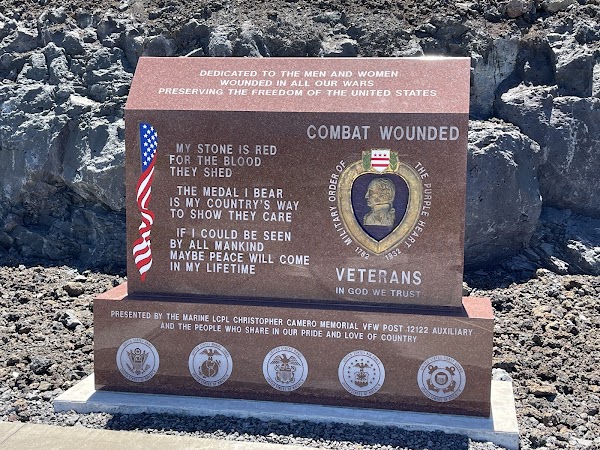 DEDICATED TO THE MEN AND WOMEN
WOUNDED IN ALL OUR WARS
PRESERVING THE FREEDOM OF THE UNITED STATES
MY STONE IS RED
FOR THE BLOOD
THEY SHED
THE MEDAL I BEAR
IS MY COUNTRY'S WAY
TO SHOW THEY CARE
IF I COULD BE SEEN
BY ALL MANKIND
MAYBE PEACE WILL COME
IN MY LIFETIME
COMBAT WOUNDED
MILITARY ORDER OF THE PURPLE HEART
1782 1932
VETERANS
IN GOD WE TRUST
PRESENTED BY THE MARINE LCPL CHRISTOPHER CAMERO MEMORIAL VFW POST 12122 AUXILIARY
AND THE PEOPLE WHO SHARE IN OUR PRIDE AND LOVE OF COUNTRY